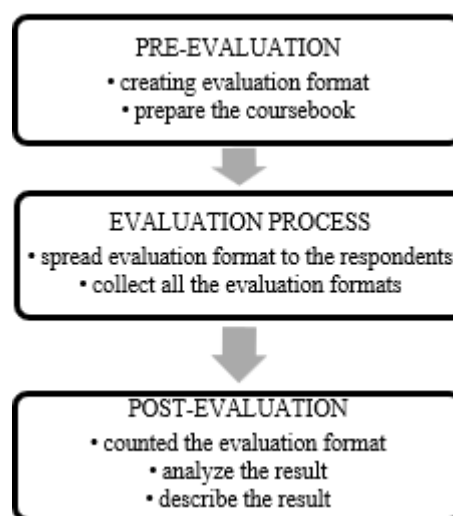 PRE-EVALUATION
• creating evaluation format
• prepare the coursebook
EVALUATION PROCESS
• spread evaluation format to the respondents
• collect all the evaluation formats
POST-EVALUATION
• counted the evaluation format
• analyze the result
• describe the result